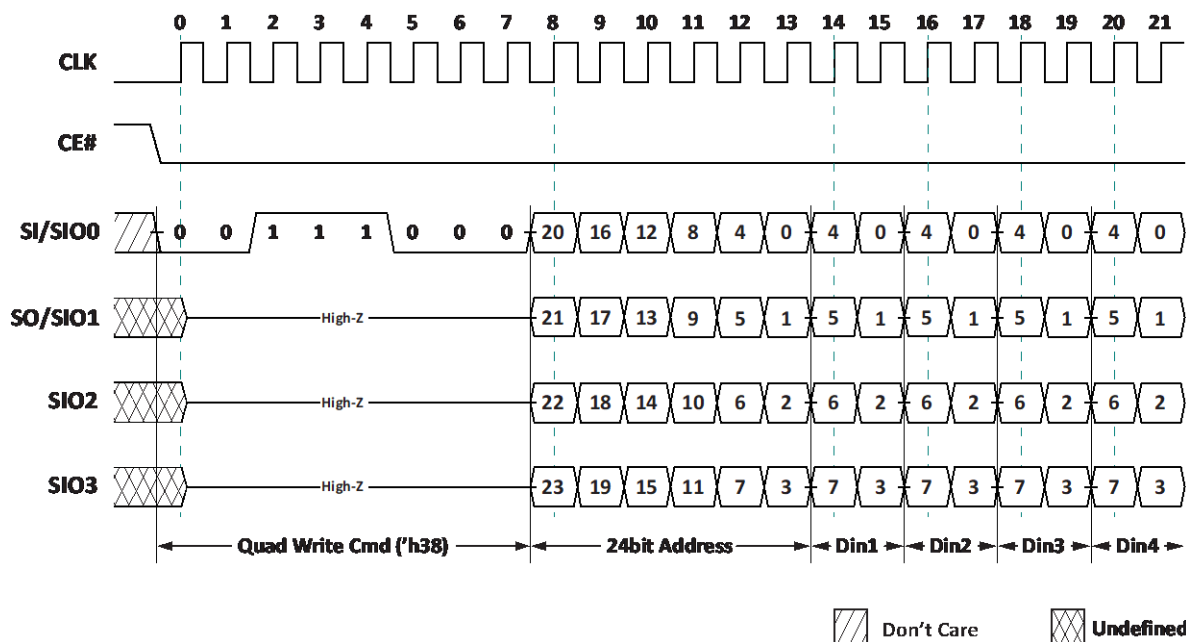 0 1 2 3 4 5 6 7 8 9 10 11 12 13 14 15 16 17 18 19 20 21
CLK
CE#
SI/SIO0 0 0 1 1 1 0 0 0 20 16 12 8 4 0 4 0 4 0 4 0 4 0
SO/SIO1 High-Z 21 17 13 9 5 1 5 1 5 1 5 1 5 1
SIO2 High-Z 22 18 14 10 6 2 6 2 6 2 6 2 6 2
SIO3 High-Z 23 19 15 11 7 3 7 3 7 3 7 3 7 3
Quad Write Cmd ('h38) 24bit Address Din1 Din2 Din3 Din4
Don't Care Undefined